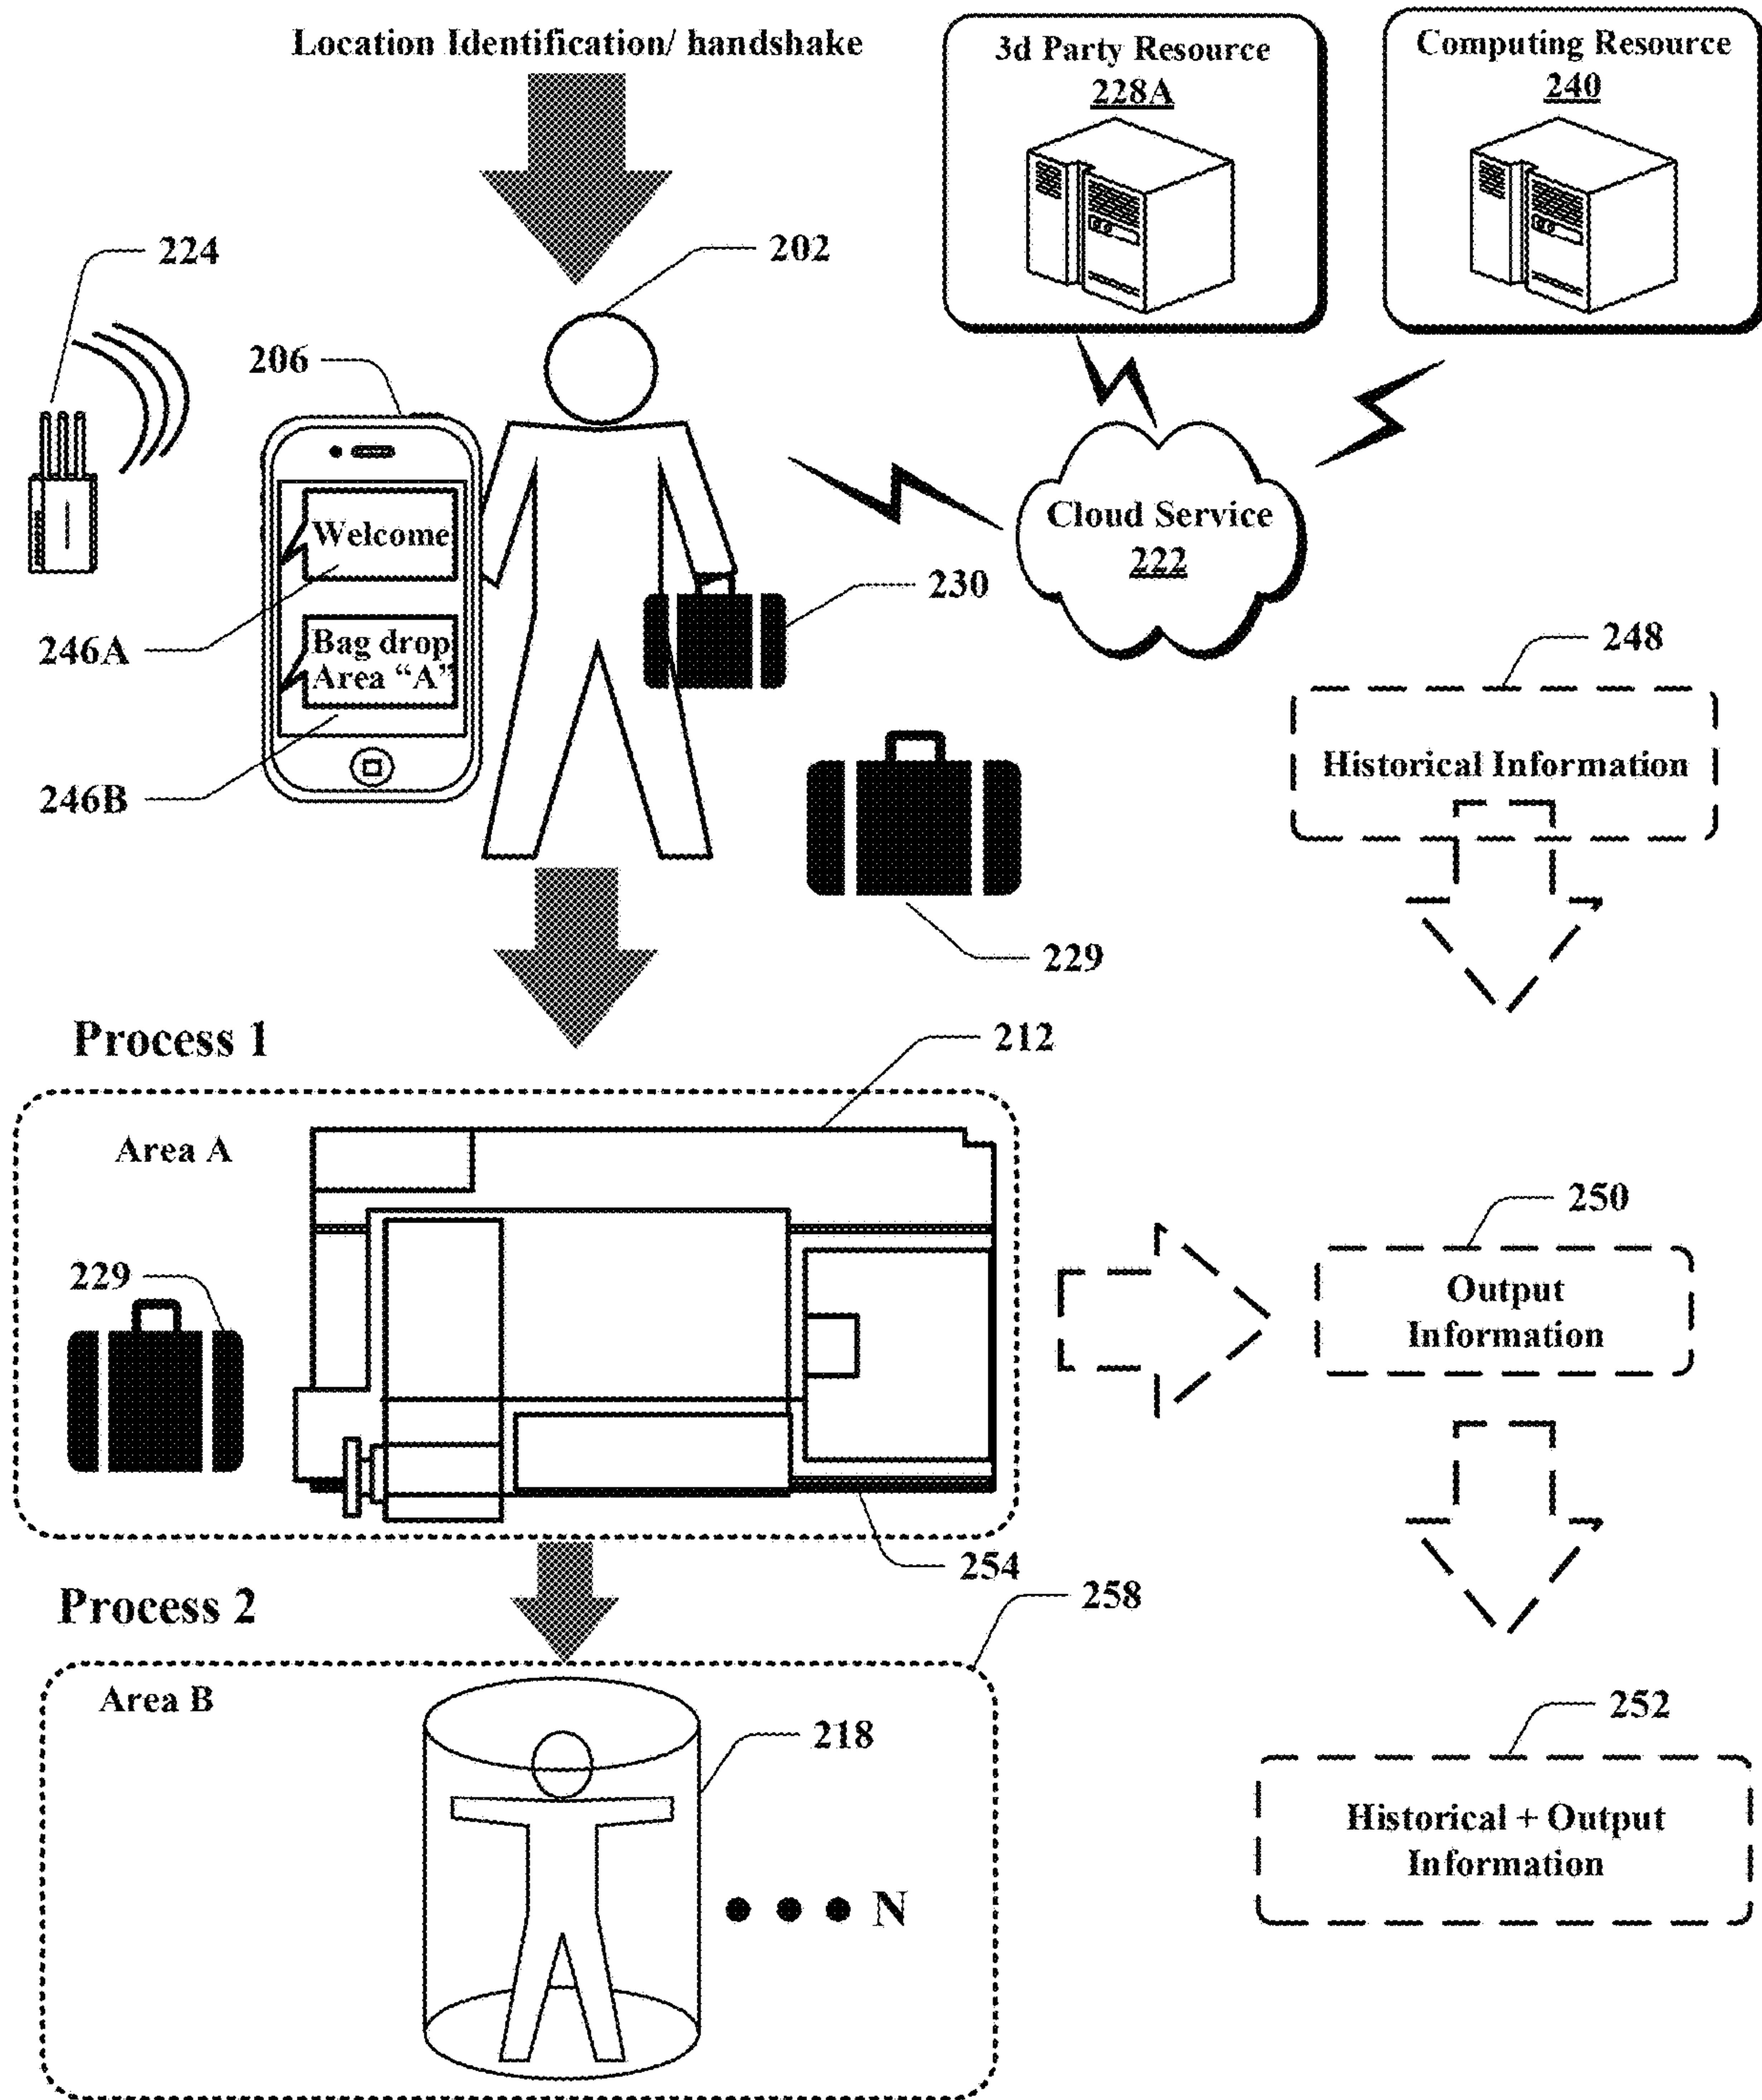 Location Identification/ handshake
3d Party Resource
228A
Computing Resource
240
224
202
206
Welcome
Cloud Service
222
230
246A
Bag drop
Area “A”
248
246B
Historical Information
229
Process 1
212
Area A
250
229
Output
Information
254
Process 2
258
Area B
252
218
Historical + Output
Information
N